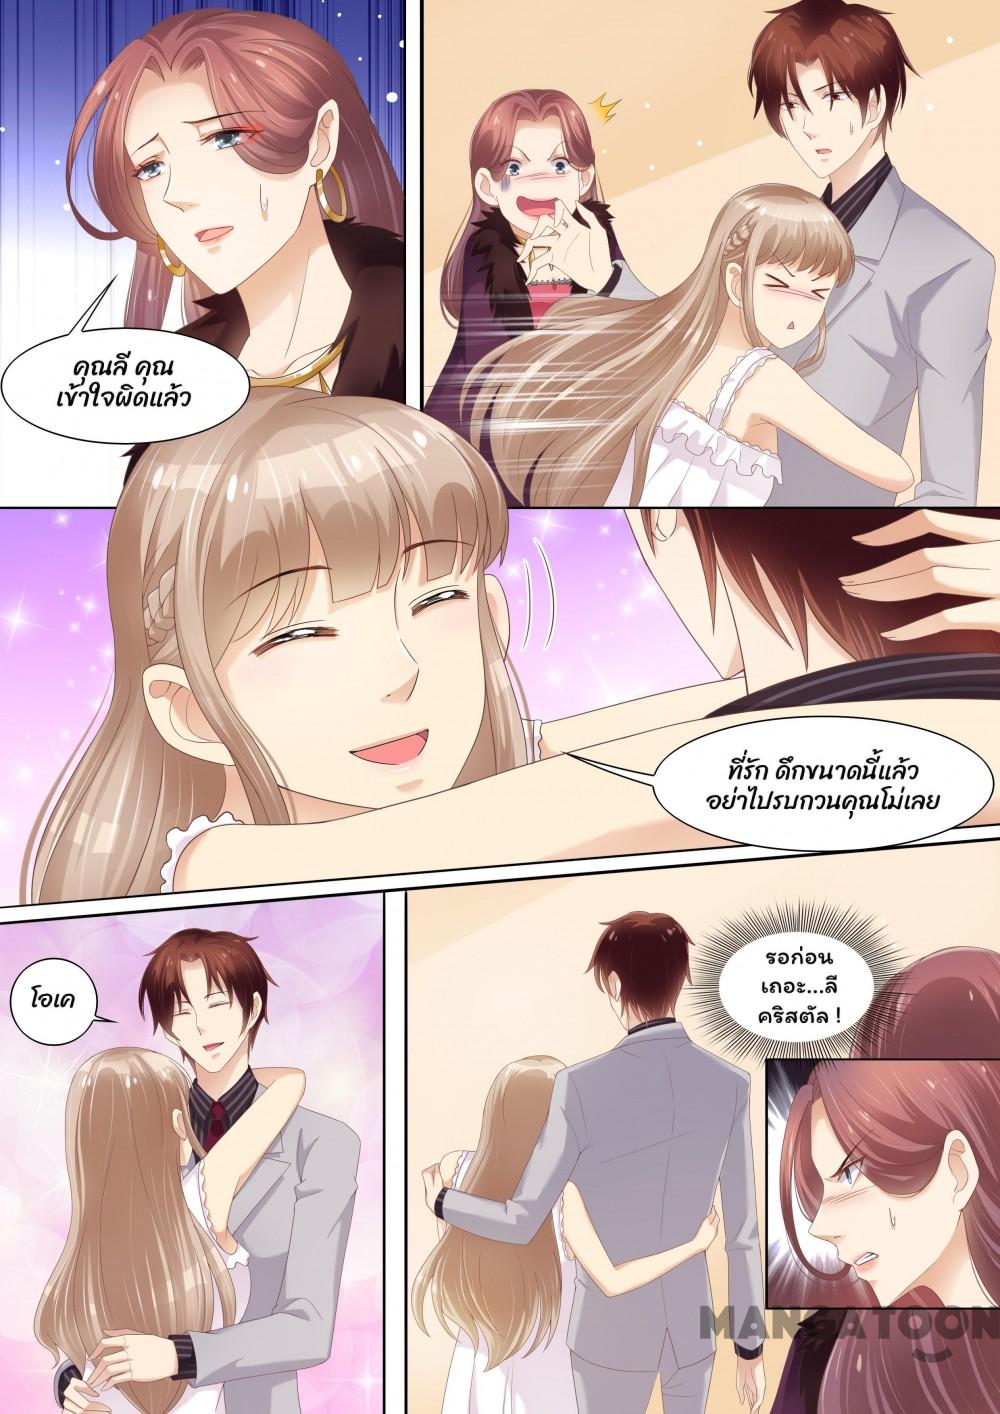 คุณลี คุณ
เข้าใจผิดแล้ว
ที่รัก ดึกขนาดนี้แล้ว
อย่าไปรบกวนคุณโม่เลย
โอเค
รอก่อน
เถอะ...ลี
คริสตัล !
MANGATOON